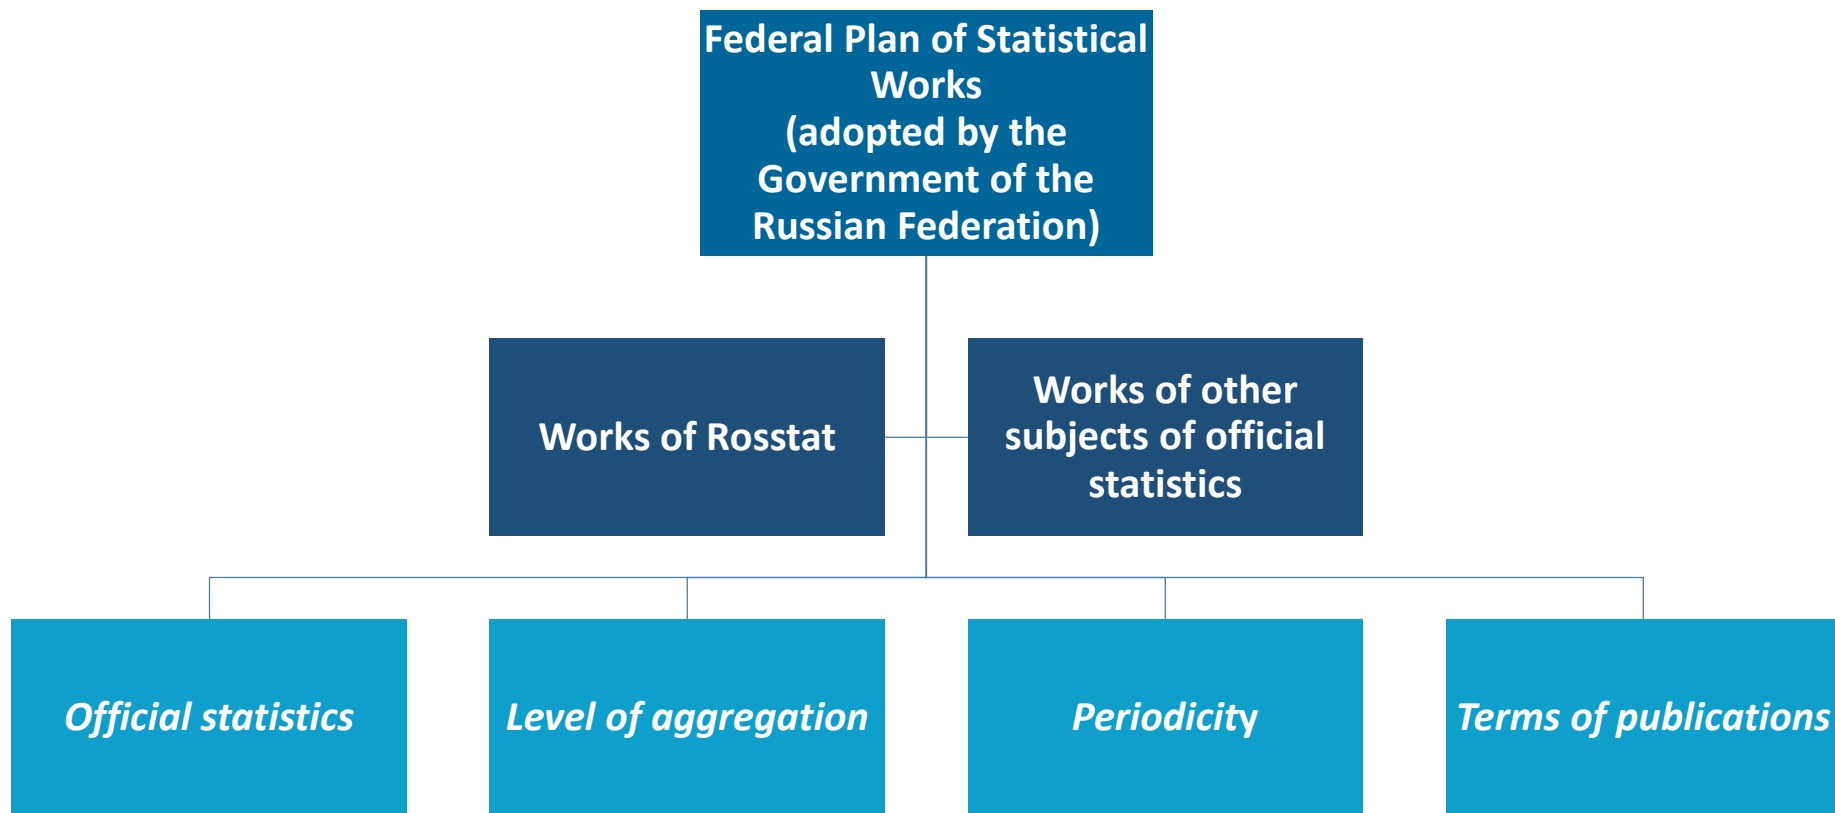 Federal Plan of Statistical
Works
(adopted by the
Government of the
Russian Federation)
Works of Rosstat
Works of other
subjects of official
statistics
Official statistics
Level of aggregation
Periodicity
Terms of publications